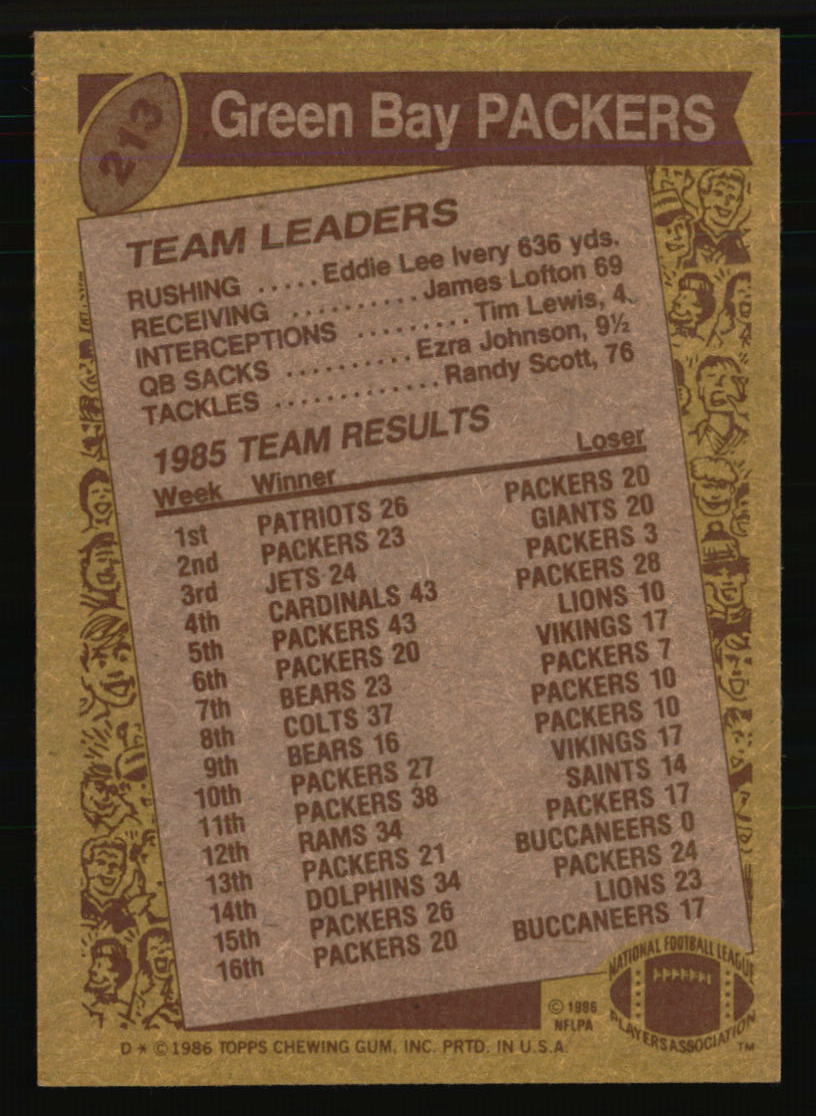 213
Green Bay PACKERS
TEAM LEADERS
RUSHING ..... Eddie Lee Ivery 636 yds.
RECEIVING .......... James Lofton 69
INTERCEPTIONS ......... Tim Lewis, 4
QB SACKS .......... Ezra Johnson, 9½
TACKLES ............. Randy Scott, 76
1985 TEAM RESULTS
Week Winner Loser
1st PATRIOTS 26 PACKERS 20
2nd PACKERS 23 GIANTS 20
3rd JETS 24 PACKERS 3
4th CARDINALS 43 PACKERS 28
5th PACKERS 43 LIONS 10
6th PACKERS 20 VIKINGS 17
7th BEARS 23 PACKERS 7
8th COLTS 37 PACKERS 10
9th BEARS 16 PACKERS 10
10th PACKERS 27 VIKINGS 17
11th PACKERS 38 SAINTS 14
12th RAMS 34 PACKERS 17
13th PACKERS 21 BUCCANEERS 0
14th DOLPHINS 34 PACKERS 24
15th PACKERS 26 LIONS 23
16th PACKERS 20 BUCCANEERS 17
NATIONAL FOOTBALL LEAGUE
PLAYERS ASSOCIATION
TM
© 1986
NFLPA
D * © 1986 TOPPS CHEWING GUM, INC. PRTD. IN U.S.A.